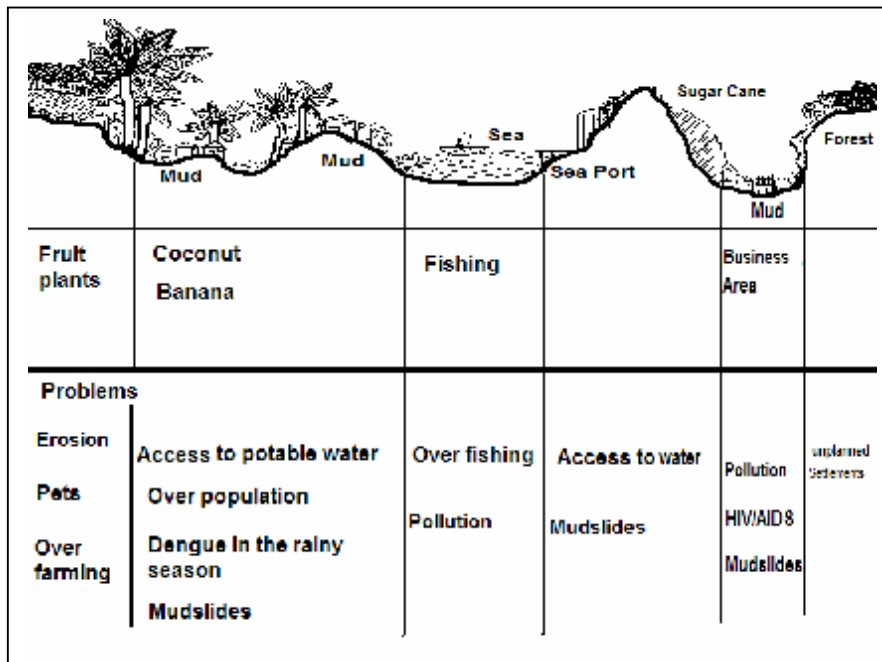 Sugar Cane
Sea
Forest
Mud
Mud
Sea Port
Mud
Fruit
plants
Coconut
Banana
Fishing
Business
Area
Problems
Erosion
Pets
Over
farming
Access to potable water
Over population
Dengue in the rainy
season
Mudslides
Over fishing
Pollution
Access to water
Mudslides
Pollution
HIV/AIDS
Mudslides
unplanned
Settlements